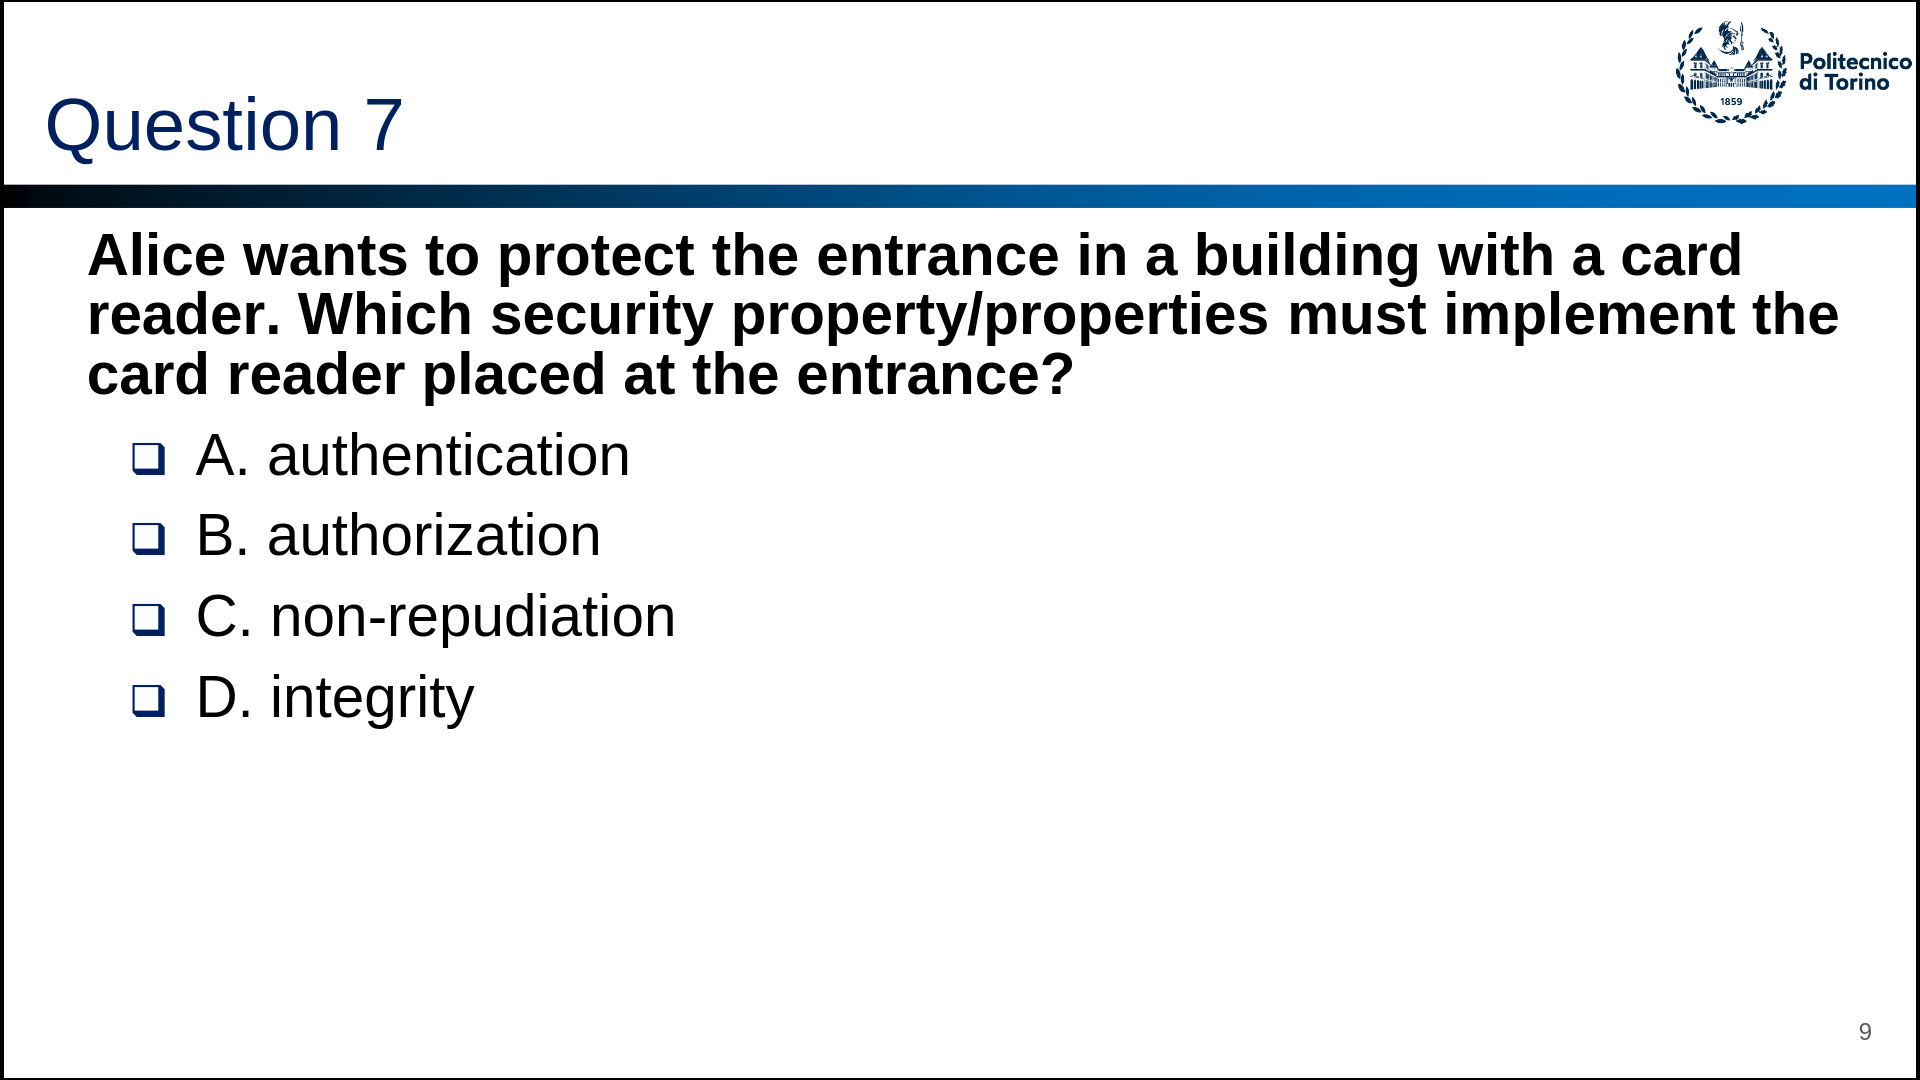 Politecnico
di Torino
1859
Question 7
Alice wants to protect the entrance in a building with a card
reader. Which security property/properties must implement the
card reader placed at the entrance?
A. authentication
B. authorization
C. non-repudiation
D. integrity
9